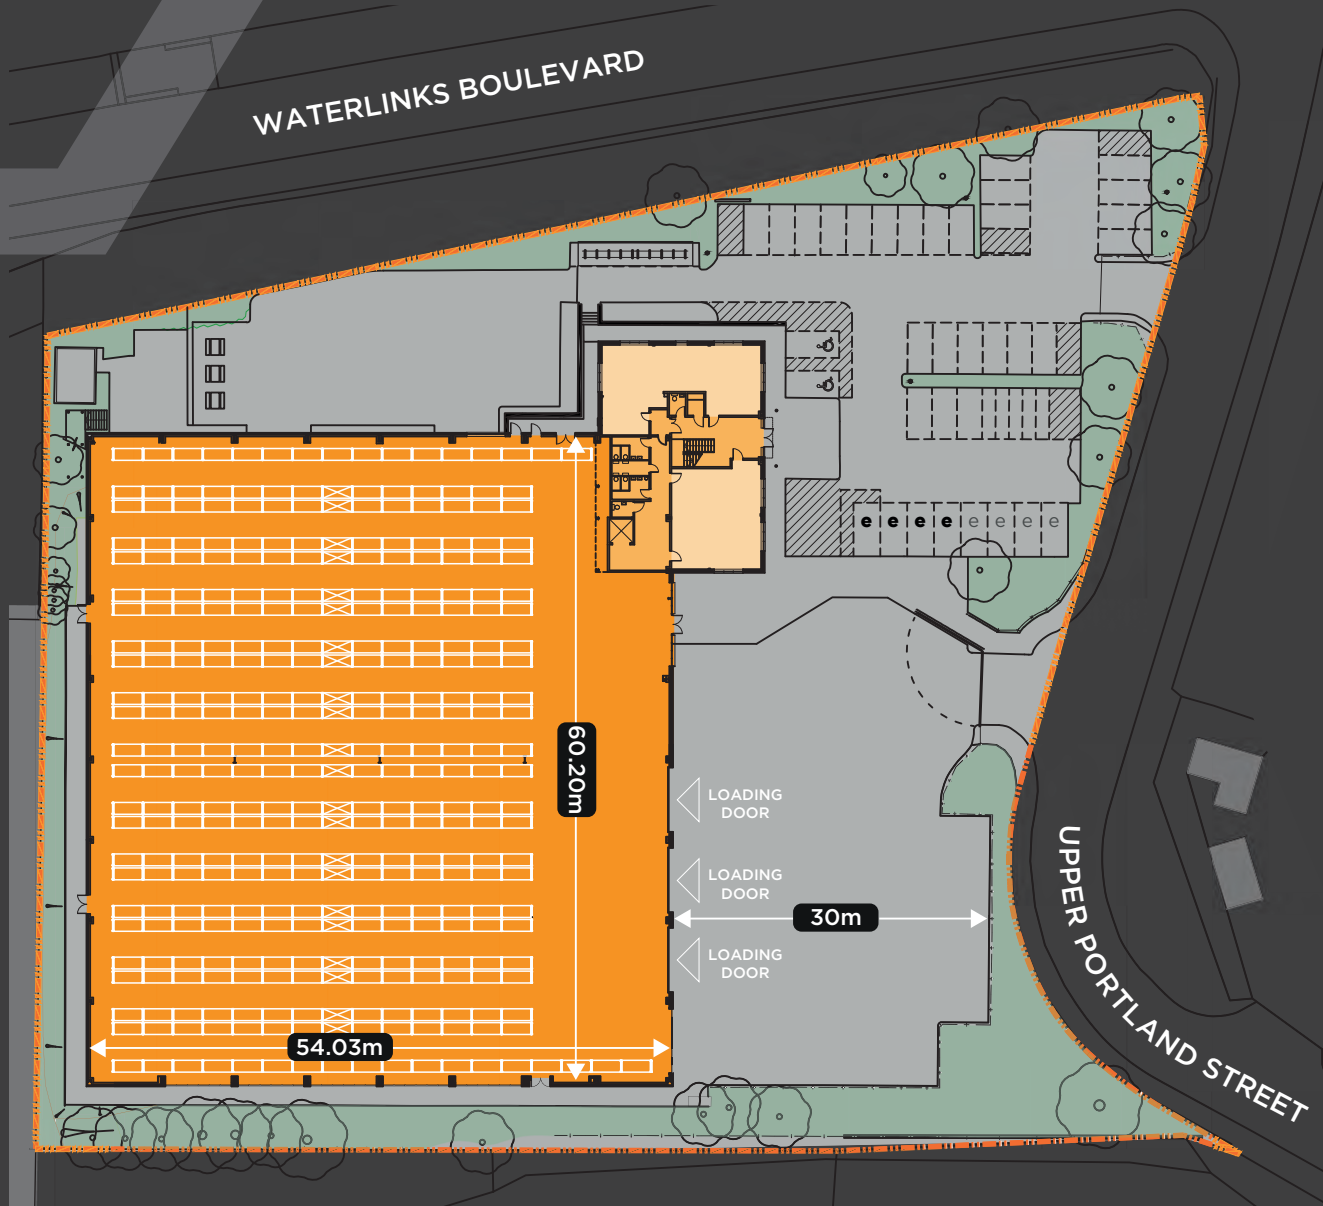 WATERLINKS BOULEVARD
e e e e e e e e
60.20m
LOADING
DOOR
LOADING
DOOR
30m
LOADING
DOOR
54.03m
UPPER PORTLAND STREET